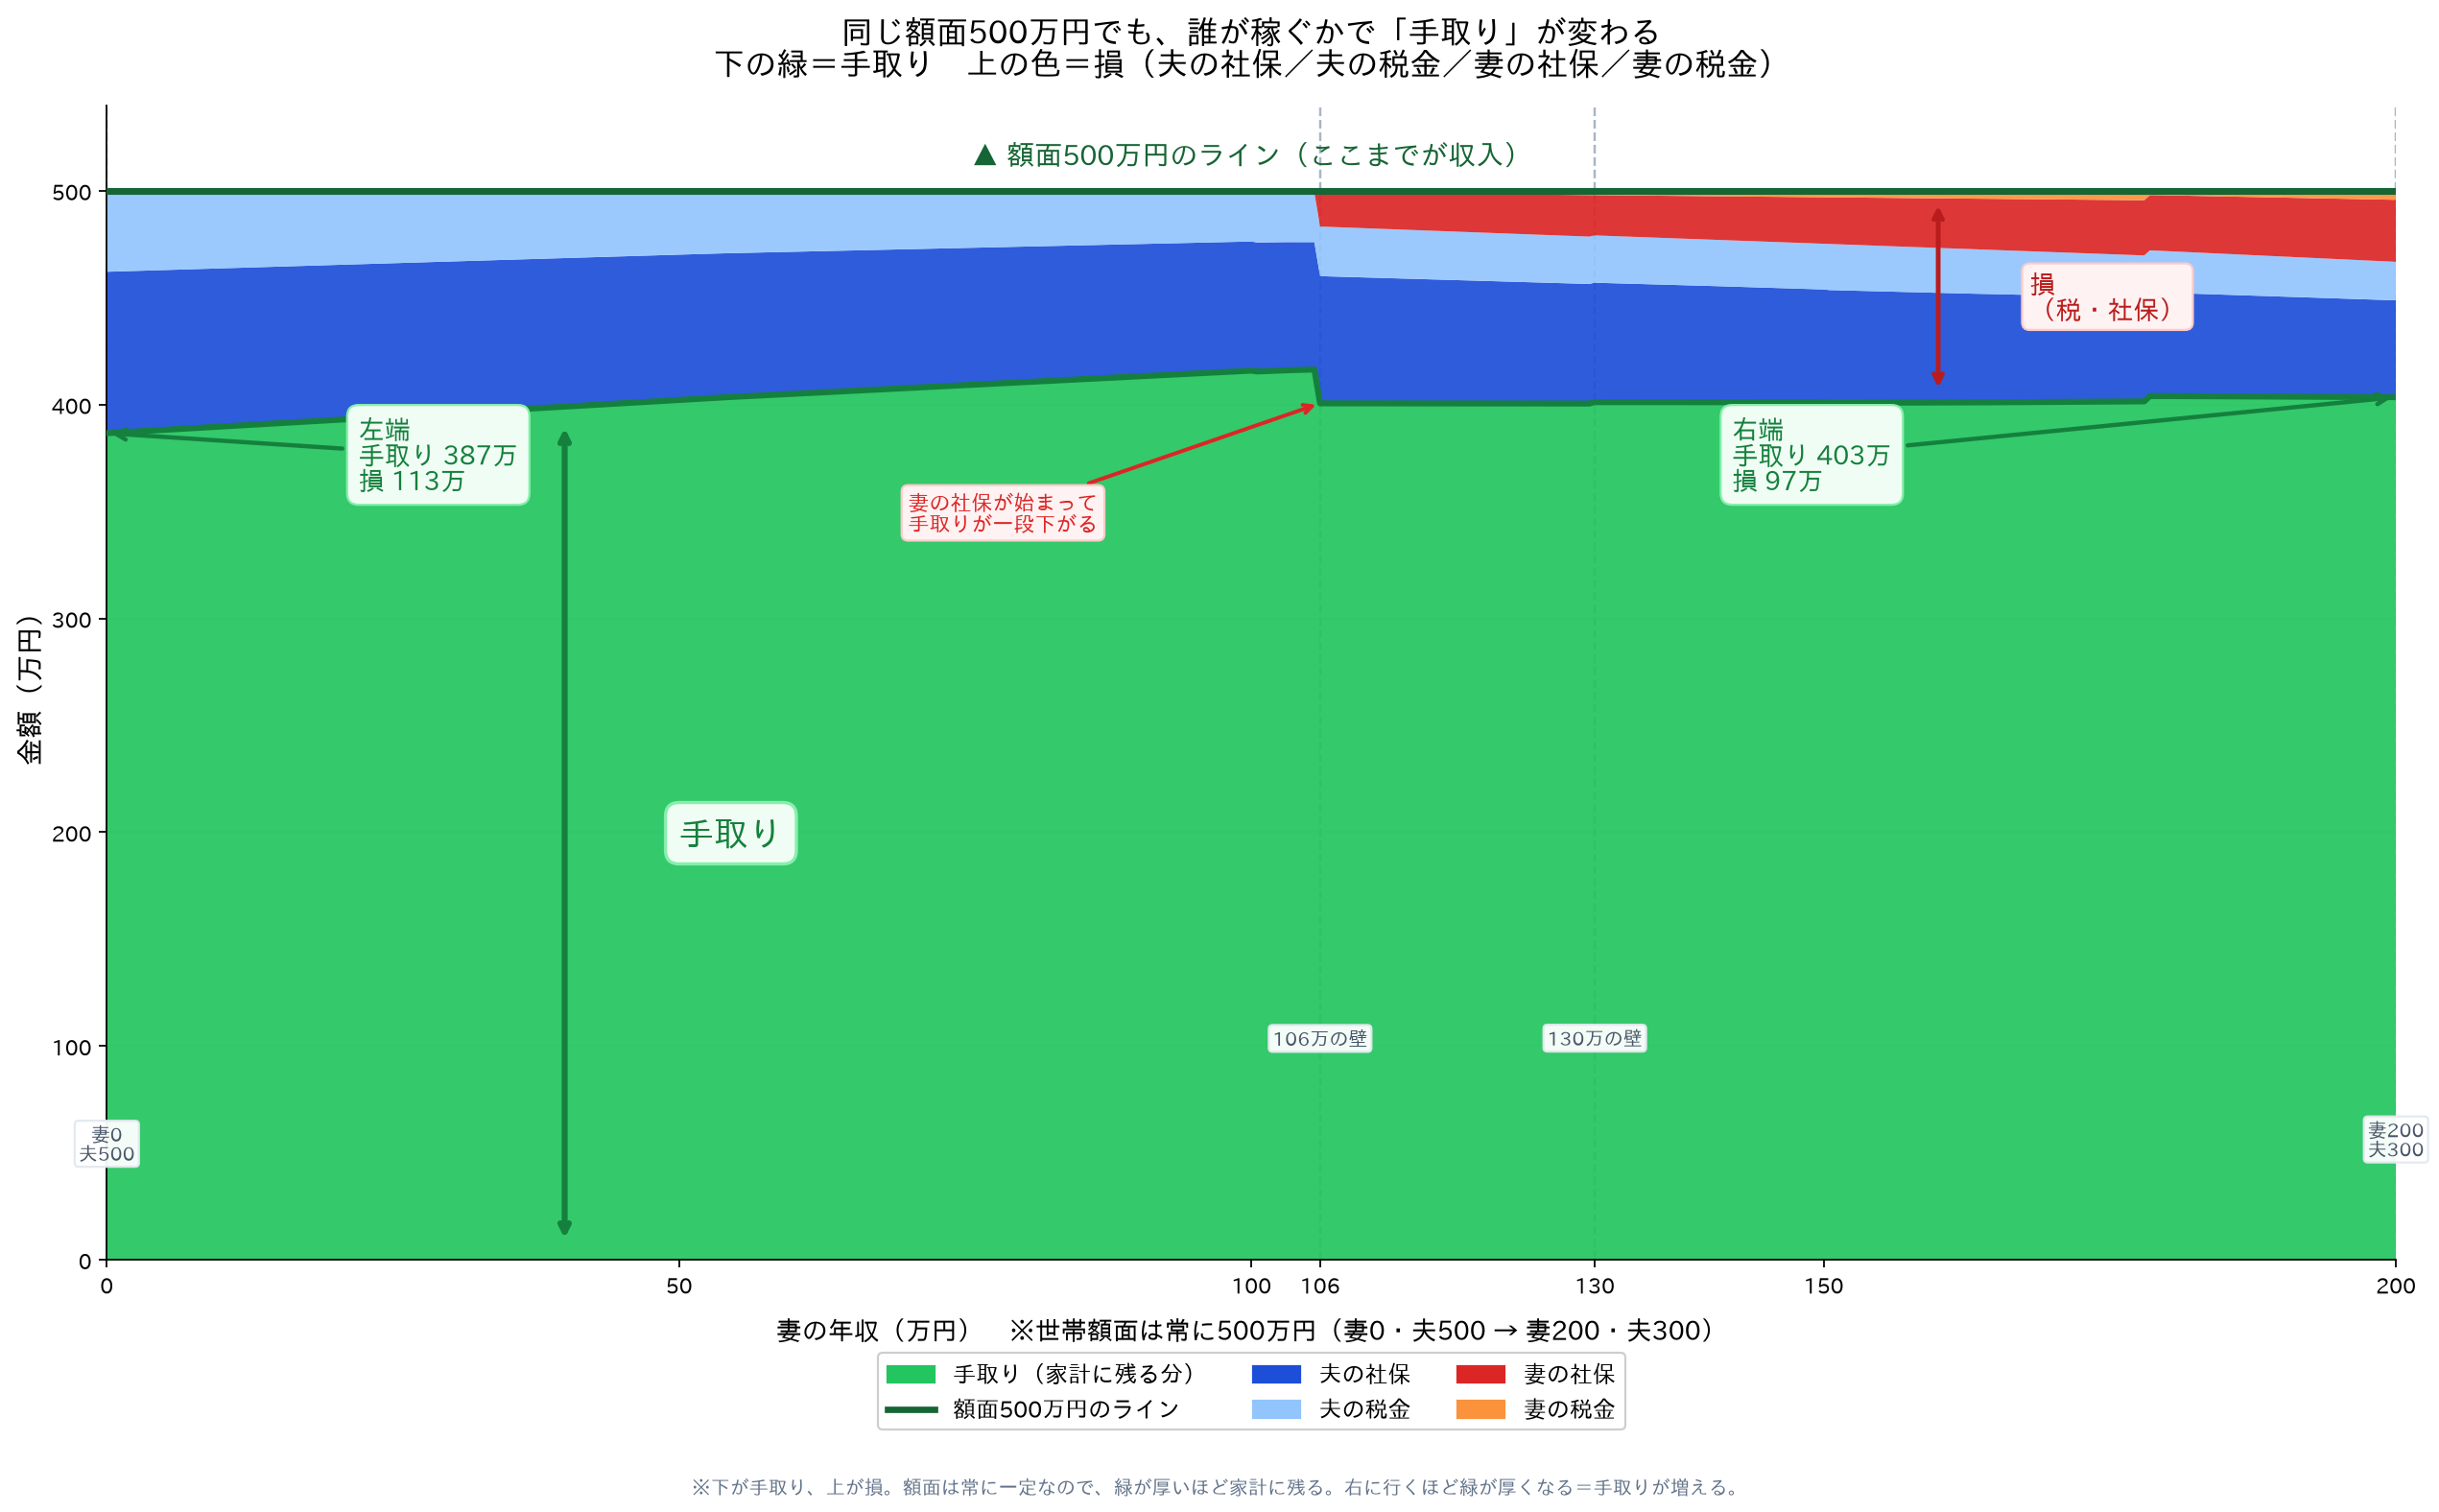 同じ額面500万円でも、誰が稼ぐかで「手取り」が変わる
下の緑＝手取り　上の色＝損（夫の社保／夫の税金／妻の社保／妻の税金）
▲ 額面500万円のライン（ここまでが収入）
金額（万円）
500
400
300
200
100
0
損
（税・社保）
左端
手取り 387万
損 113万
右端
手取り 403万
損 97万
妻の社保が始まって
手取りが一段下がる
手取り
106万の壁
130万の壁
妻0
夫500
妻200
夫300
0
50
100
106
130
150
200
妻の年収（万円）　※世帯額面は常に500万円（妻0・夫500 → 妻200・夫300）
手取り（家計に残る分）
額面500万円のライン
夫の社保
夫の税金
妻の社保
妻の税金
※下が手取り、上が損。額面は常に一定なので、緑が厚いほど家計に残る。右に行くほど緑が厚くなる＝手取りが増える。